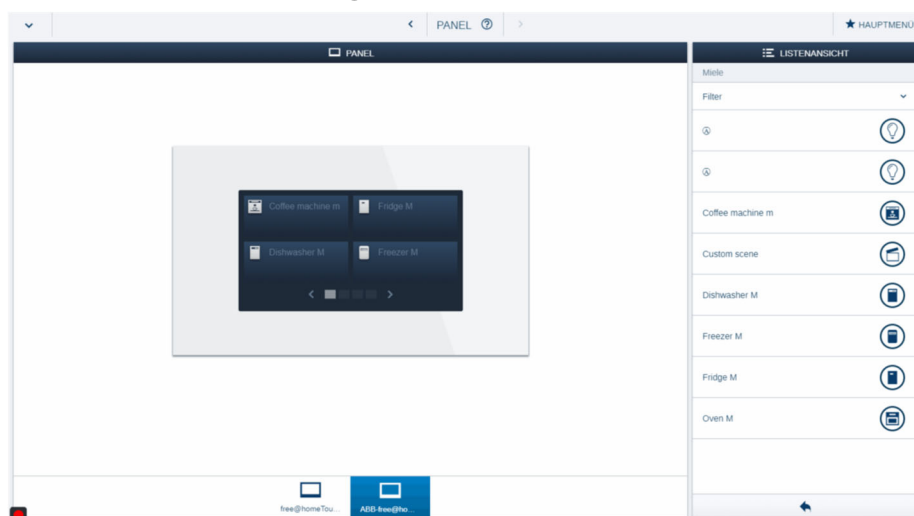 PANEL
HAUPTMENÜ
PANEL
LISTENANSICHT
Miele
Filter
Coffee machine m
Fridge M
Dishwasher M
Freezer M
Coffee machine m
Custom scene
Dishwasher M
Freezer M
Fridge M
Oven M
free@homeTou...
ABB-free@ho...